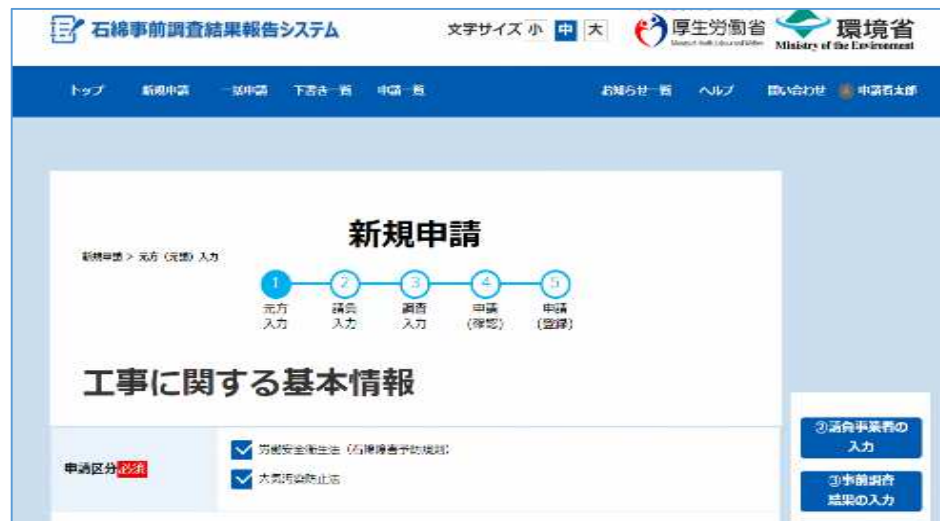 石綿事前調査結果報告システム
文字サイズ 小 中 大
厚生労働省
環境省
Ministry of the Environment
トップ 新規申請 一括申請 下書き一覧 申請一覧 お知らせ一覧 ヘルプ 問い合わせ 申請者太郎
新規申請
新規申請 > 元方（元請）入力
1 2 3 4 5
元方 請負 調査 申請 申請
入力 入力 入力 (確認) (登録)
工事に関する基本情報
②請負事業者の
入力
申請区分必須
労働安全衛生法（石綿障害予防規則）
大気汚染防止法
③事前調査
結果の入力